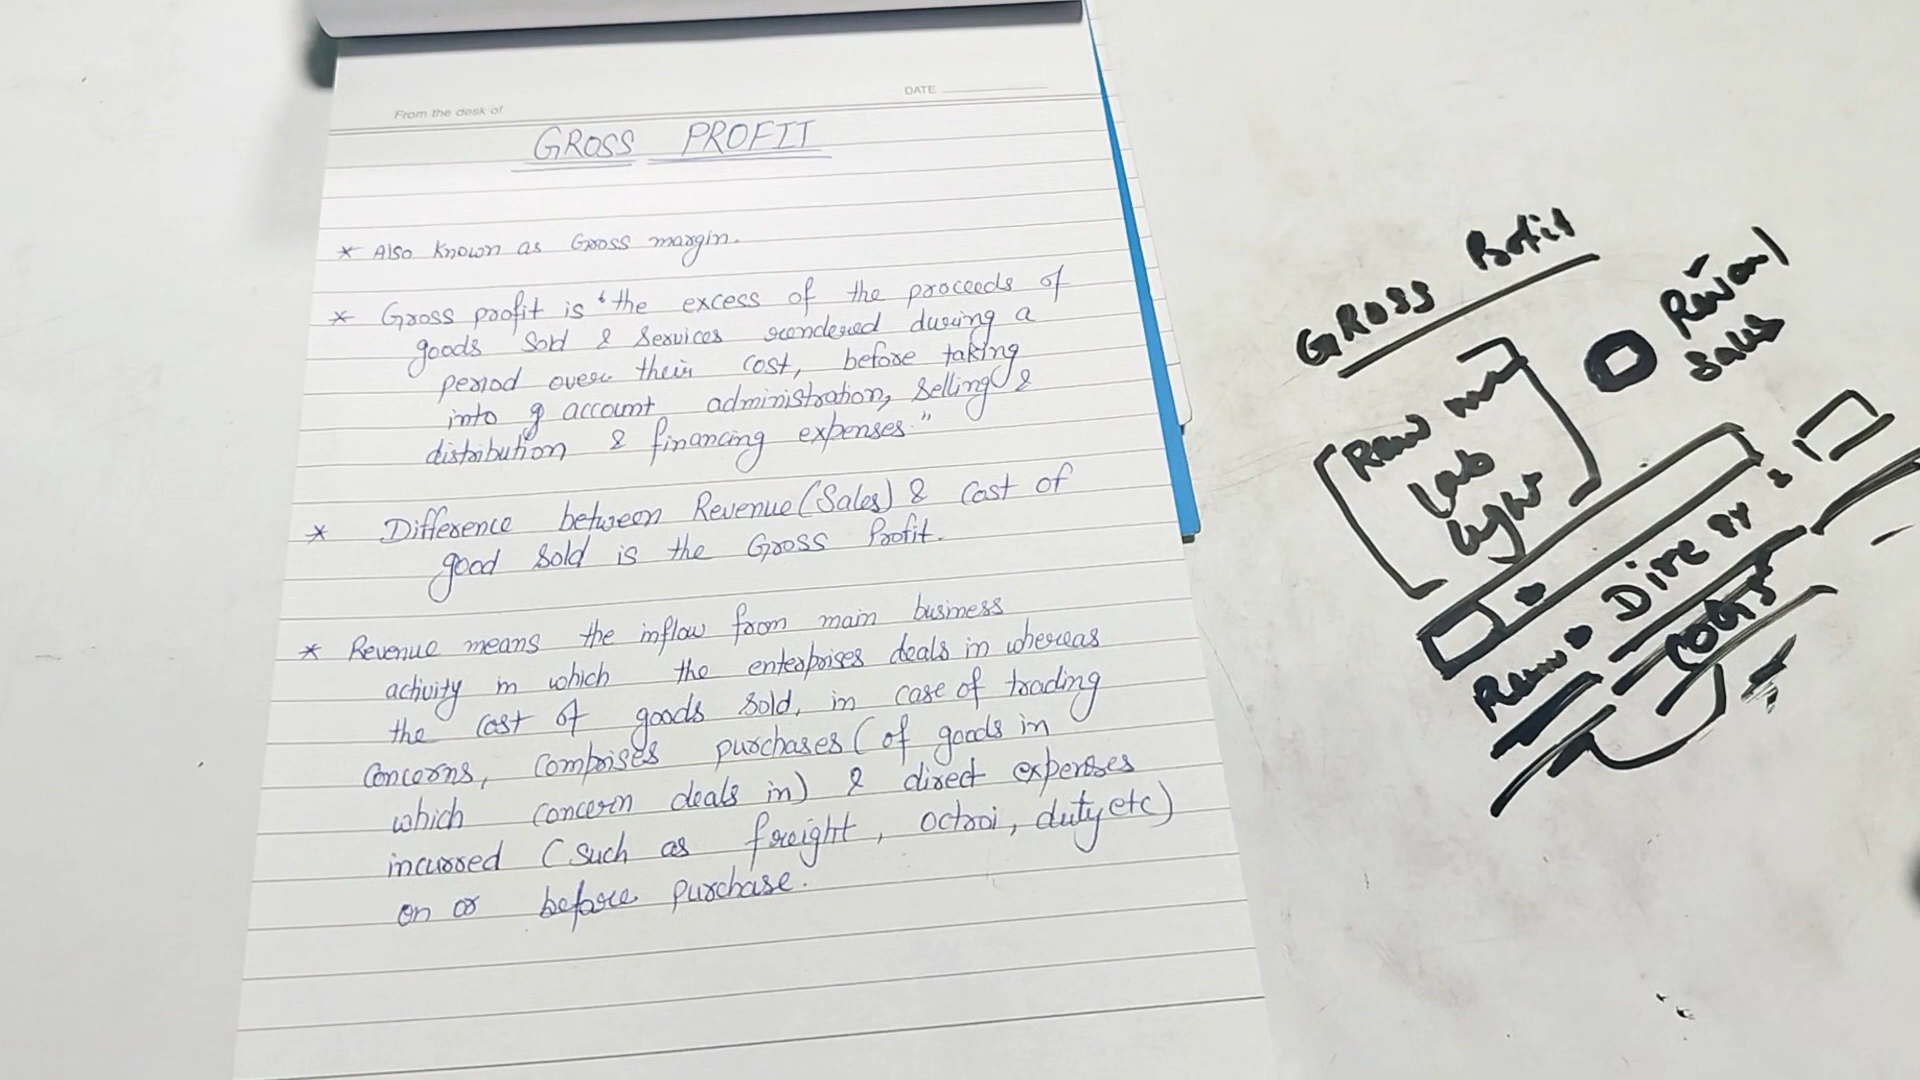 From the desk of
DATE
GROSS PROFIT
* Also Known as Gross margin.
* Gross profit is "the excess of the proceeds of
goods sold & services rendered during a
period over their cost, before taking
into account administration, selling &
distribution & financing expenses."
* Difference between Revenue (Sales) & Cost of
good sold is the Gross Profit.
* Revenue means the inflow from main business
activity in which the enterprises deals in whereas
the cost of goods sold, in case of trading
Concerns, comprises purchases (of goods in
which concern deals in) & direct expenses
incurred (such as freight, octroi, duty etc)
on or before purchase.
GROSS Profit
Sales
Raw
Lab
COGS